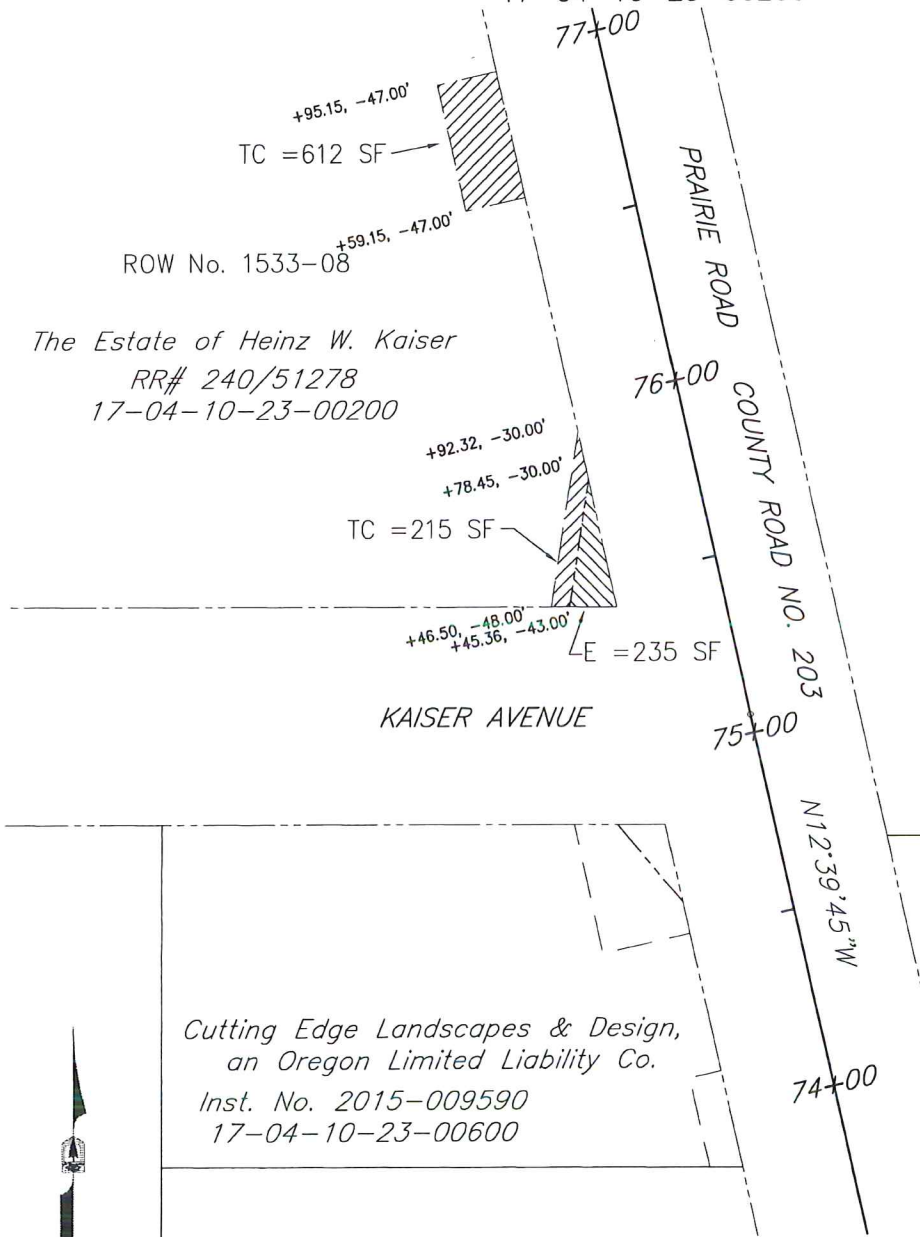 77+00
+95.15, -47.00'
TC =612 SF
+59.15, -47.00'
ROW No. 1533-08
The Estate of Heinz W. Kaiser
RR# 240/51278
17-04-10-23-00200
PRAIRIE ROAD COUNTY ROAD NO. 203
76+00
+92.32, -30.00'
+78.45, -30.00'
TC =215 SF
+46.50, -48.00'
+45.36, -43.00'
E =235 SF
KAISER AVENUE
75+00
N12°39'45"W
Cutting Edge Landscapes & Design,
an Oregon Limited Liability Co.
Inst. No. 2015-009590
17-04-10-23-00600
74+00